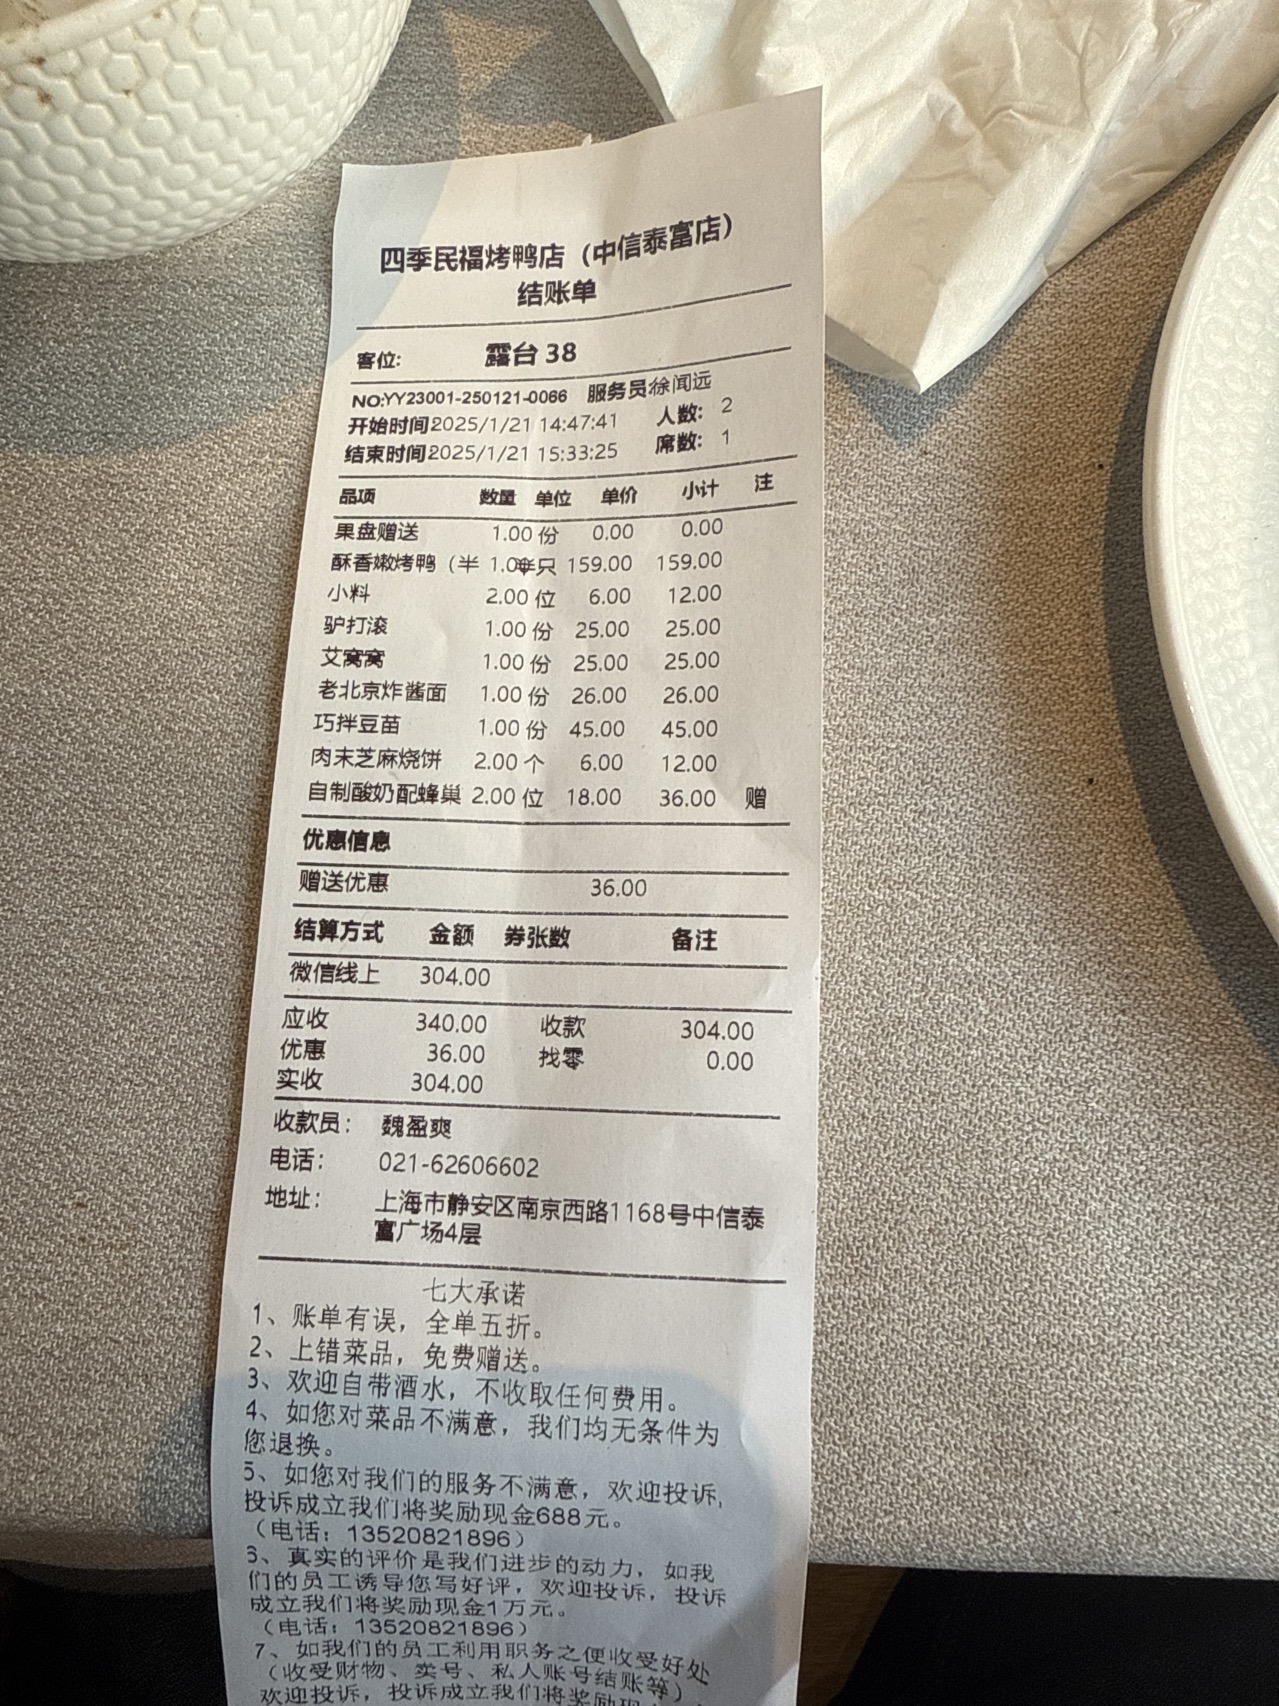 四季民福烤鸭店（中信泰富店）
结账单
客位: 露台 38
NO:YY23001-250121-0066 服务员:徐闻远
开始时间2025/1/21 14:47:41 人数: 2
结束时间2025/1/21 15:33:25 席数: 1
品项 数量 单位 单价 小计 注
果盘赠送 1.00 份 0.00 0.00
酥香嫩烤鸭（半 1.00 半只 159.00 159.00
小料 2.00 位 6.00 12.00
驴打滚 1.00 份 25.00 25.00
艾窝窝 1.00 份 25.00 25.00
老北京炸酱面 1.00 份 26.00 26.00
巧拌豆苗 1.00 份 45.00 45.00
肉末芝麻烧饼 2.00 个 6.00 12.00
自制酸奶配蜂巢 2.00 位 18.00 36.00 赠
优惠信息
赠送优惠 36.00
结算方式 金额 券张数 备注
微信线上 304.00
应收 340.00 收款 304.00
优惠 36.00 找零 0.00
实收 304.00
收款员: 魏盈爽
电话: 021-62606602
地址: 上海市静安区南京西路1168号中信泰
富广场4层
七大承诺
1、账单有误，全单五折。
2、上错菜品，免费赠送。
3、欢迎自带酒水，不收取任何费用。
4、如您对菜品不满意，我们均无条件为
您退换。
5、如您对我们的服务不满意，欢迎投诉，
投诉成立我们将奖励现金688元。
（电话：13520821896）
6、真实的评价是我们进步的动力，如我
们的员工诱导您写好评，欢迎投诉，投诉
成立我们将奖励现金1万元。
（电话：13520821896）
7、如我们的员工利用职务之便收受好处
（收受财物、卖号、私人账号结账等）
欢迎投诉，投诉成立我们将奖励现